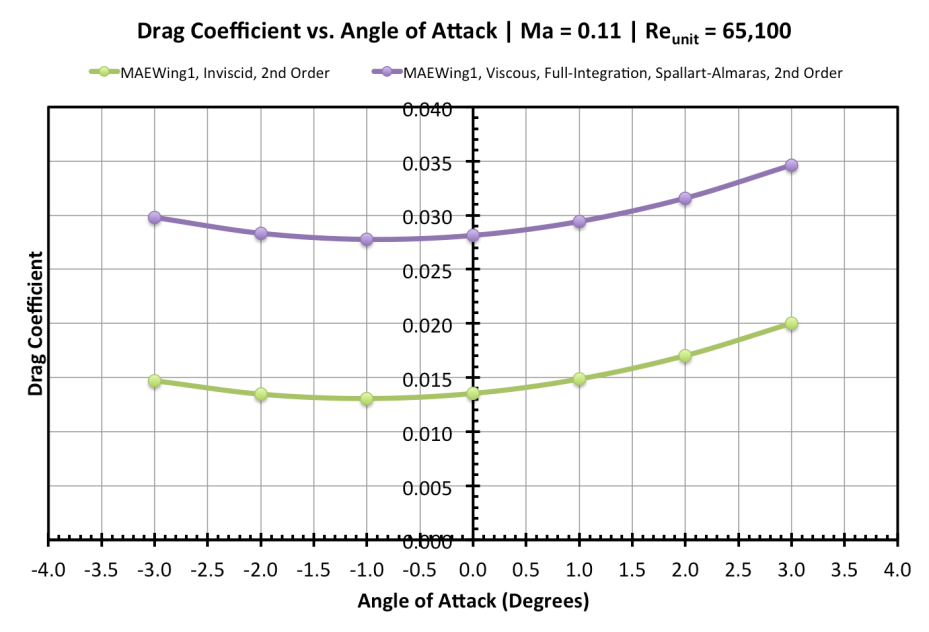 Drag Coefficient vs. Angle of Attack | Ma = 0.11 | Reunit = 65,100
MAEWing1, Inviscid, 2nd Order
MAEWing1, Viscous, Full-Integration, Spallart-Almaras, 2nd Order
0.040
0.035
0.030
0.025
0.020
0.015
0.010
0.005
0.000
Drag Coefficient
-4.0 -3.5 -3.0 -2.5 -2.0 -1.5 -1.0 -0.5 0.0 0.5 1.0 1.5 2.0 2.5 3.0 3.5 4.0
Angle of Attack (Degrees)